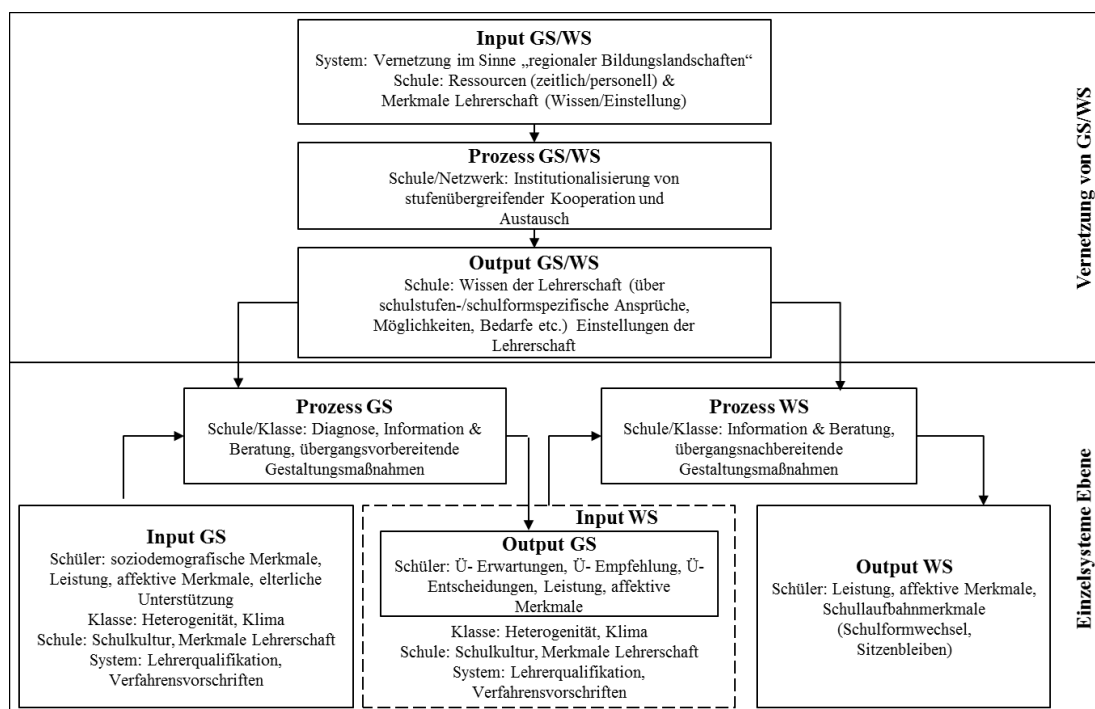 Input GS/WS
System: Vernetzung im Sinne „regionaler Bildungslandschaften“
Schule: Ressourcen (zeitlich/personell) &
Merkmale Lehrerschaft (Wissen/Einstellung)
Prozess GS/WS
Schule/Netzwerk: Institutionalisierung von
stufenübergreifender Kooperation und
Austausch
Output GS/WS
Schule: Wissen der Lehrerschaft (über
schulstufen-/schulformspezifische Ansprüche,
Möglichkeiten, Bedarfe etc.) Einstellungen der
Lehrerschaft
Vernetzung von GS/WS
Prozess GS
Schule/Klasse: Diagnose, Information &
Beratung, übergangsvorbereitende
Gestaltungsmaßnahmen
Prozess WS
Schule/Klasse: Information & Beratung,
übergangsnachbereitende
Gestaltungsmaßnahmen
Input GS
Schüler: soziodemografische Merkmale,
Leistung, affektive Merkmale, elterliche
Unterstützung
Klasse: Heterogenität, Klima
Schule: Schulkultur, Merkmale Lehrerschaft
System: Lehrerqualifikation,
Verfahrensvorschriften
Input WS
Output GS
Schüler: Ü- Erwartungen, Ü- Empfehlung, Ü-
Entscheidungen, Leistung, affektive
Merkmale
Klasse: Heterogenität, Klima
Schule: Schulkultur, Merkmale Lehrerschaft
System: Lehrerqualifikation,
Verfahrensvorschriften
Output WS
Schüler: Leistung, affektive Merkmale,
Schullaufbahnmerkmale
(Schulformwechsel,
Sitzenbleiben)
Einzelsysteme Ebene